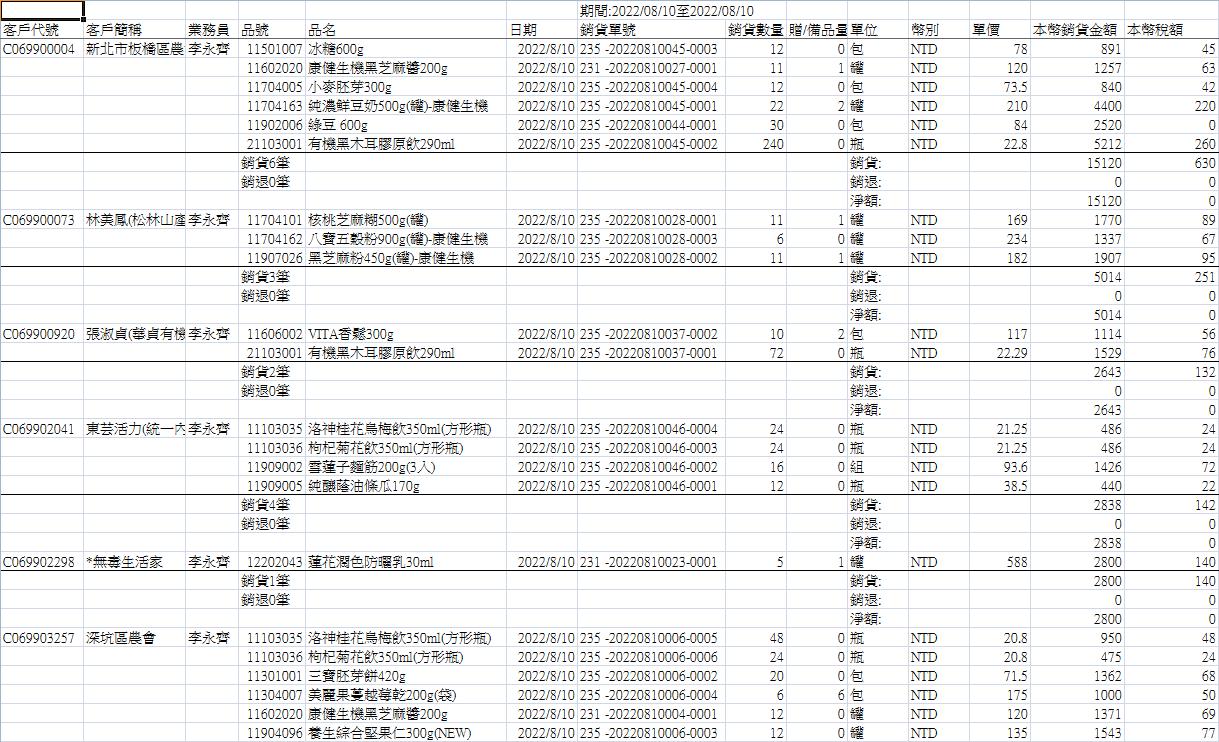 期間:2022/08/10至2022/08/10
客戶代號 客戶簡稱 業務員 品號 品名 日期 銷貨單號 銷貨數量 贈/備品量 單位 幣別 單價 本幣銷貨金額 本幣稅額
C069900004 新北市板橋區農 李永齊 11501007 冰糖600g 2022/8/10 235 -20220810045-0003 12 0 包 NTD 78 891 45
11602020 康健生機黑芝麻醬200g 2022/8/10 231 -20220810027-0001 11 1 罐 NTD 120 1257 63
11704005 小麥胚芽300g 2022/8/10 235 -20220810045-0004 12 0 包 NTD 73.5 840 42
11704163 純濃鮮豆奶500g(罐)-康健生機 2022/8/10 235 -20220810045-0001 22 2 罐 NTD 210 4400 220
11902006 綠豆 600g 2022/8/10 235 -20220810044-0001 30 0 包 NTD 84 2520 0
21103001 有機黑木耳膠原飲290ml 2022/8/10 235 -20220810045-0002 240 0 瓶 NTD 22.8 5212 260
銷貨6筆 銷貨: 15120 630
銷退0筆 銷退: 0 0
淨額: 15120 0
C069900073 林美鳳(松林山產 李永齊 11704101 核桃芝麻糊500g(罐) 2022/8/10 235 -20220810028-0001 11 1 罐 NTD 169 1770 89
11704162 八寶五穀粉900g(罐)-康健生機 2022/8/10 235 -20220810028-0003 6 0 罐 NTD 234 1337 67
11907026 黑芝麻粉450g(罐)-康健生機 2022/8/10 235 -20220810028-0002 11 1 罐 NTD 182 1907 95
銷貨3筆 銷貨: 5014 251
銷退0筆 銷退: 0 0
淨額: 5014 0
C069900920 張淑貞(華貞有機 李永齊 11606002 VITA香鬆300g 2022/8/10 235 -20220810037-0002 10 2 包 NTD 117 1114 56
21103001 有機黑木耳膠原飲290ml 2022/8/10 235 -20220810037-0001 72 0 瓶 NTD 22.29 1529 76
銷貨2筆 銷貨: 2643 132
銷退0筆 銷退: 0 0
淨額: 2643 0
C069902041 東芸活力(統一內 李永齊 11103035 洛神桂花烏梅飲350ml(方形瓶) 2022/8/10 235 -20220810046-0004 24 0 瓶 NTD 21.25 486 24
11103036 枸杞菊花飲350ml(方形瓶) 2022/8/10 235 -20220810046-0003 24 0 瓶 NTD 21.25 486 24
11909002 雪蓮子麵筋200g(3入) 2022/8/10 235 -20220810046-0002 16 0 組 NTD 93.6 1426 72
11909005 純釀蔭油條瓜170g 2022/8/10 235 -20220810046-0001 12 0 瓶 NTD 38.5 440 22
銷貨4筆 銷貨: 2838 142
銷退0筆 銷退: 0 0
淨額: 2838 0
C069902298 *無毒生活家 李永齊 12202043 蓮花潤色防曬乳30ml 2022/8/10 231 -20220810023-0001 5 1 罐 NTD 588 2800 140
銷貨1筆 銷貨: 2800 140
銷退0筆 銷退: 0 0
淨額: 2800 0
C069903257 深坑區農會 李永齊 11103035 洛神桂花烏梅飲350ml(方形瓶) 2022/8/10 235 -20220810006-0005 48 0 瓶 NTD 20.8 950 48
11103036 枸杞菊花飲350ml(方形瓶) 2022/8/10 235 -20220810006-0006 24 0 瓶 NTD 20.8 475 24
11301001 三寶胚芽餅420g 2022/8/10 235 -20220810006-0002 20 0 包 NTD 71.5 1362 68
11304007 美麗果蔓越莓乾200g(袋) 2022/8/10 235 -20220810006-0004 6 6 包 NTD 175 1000 50
11602020 康健生機黑芝麻醬200g 2022/8/10 231 -20220810004-0001 12 0 罐 NTD 120 1371 69
11904096 養生綜合堅果仁300g(NEW) 2022/8/10 235 -20220810006-0003 12 0 罐 NTD 135 1543 77